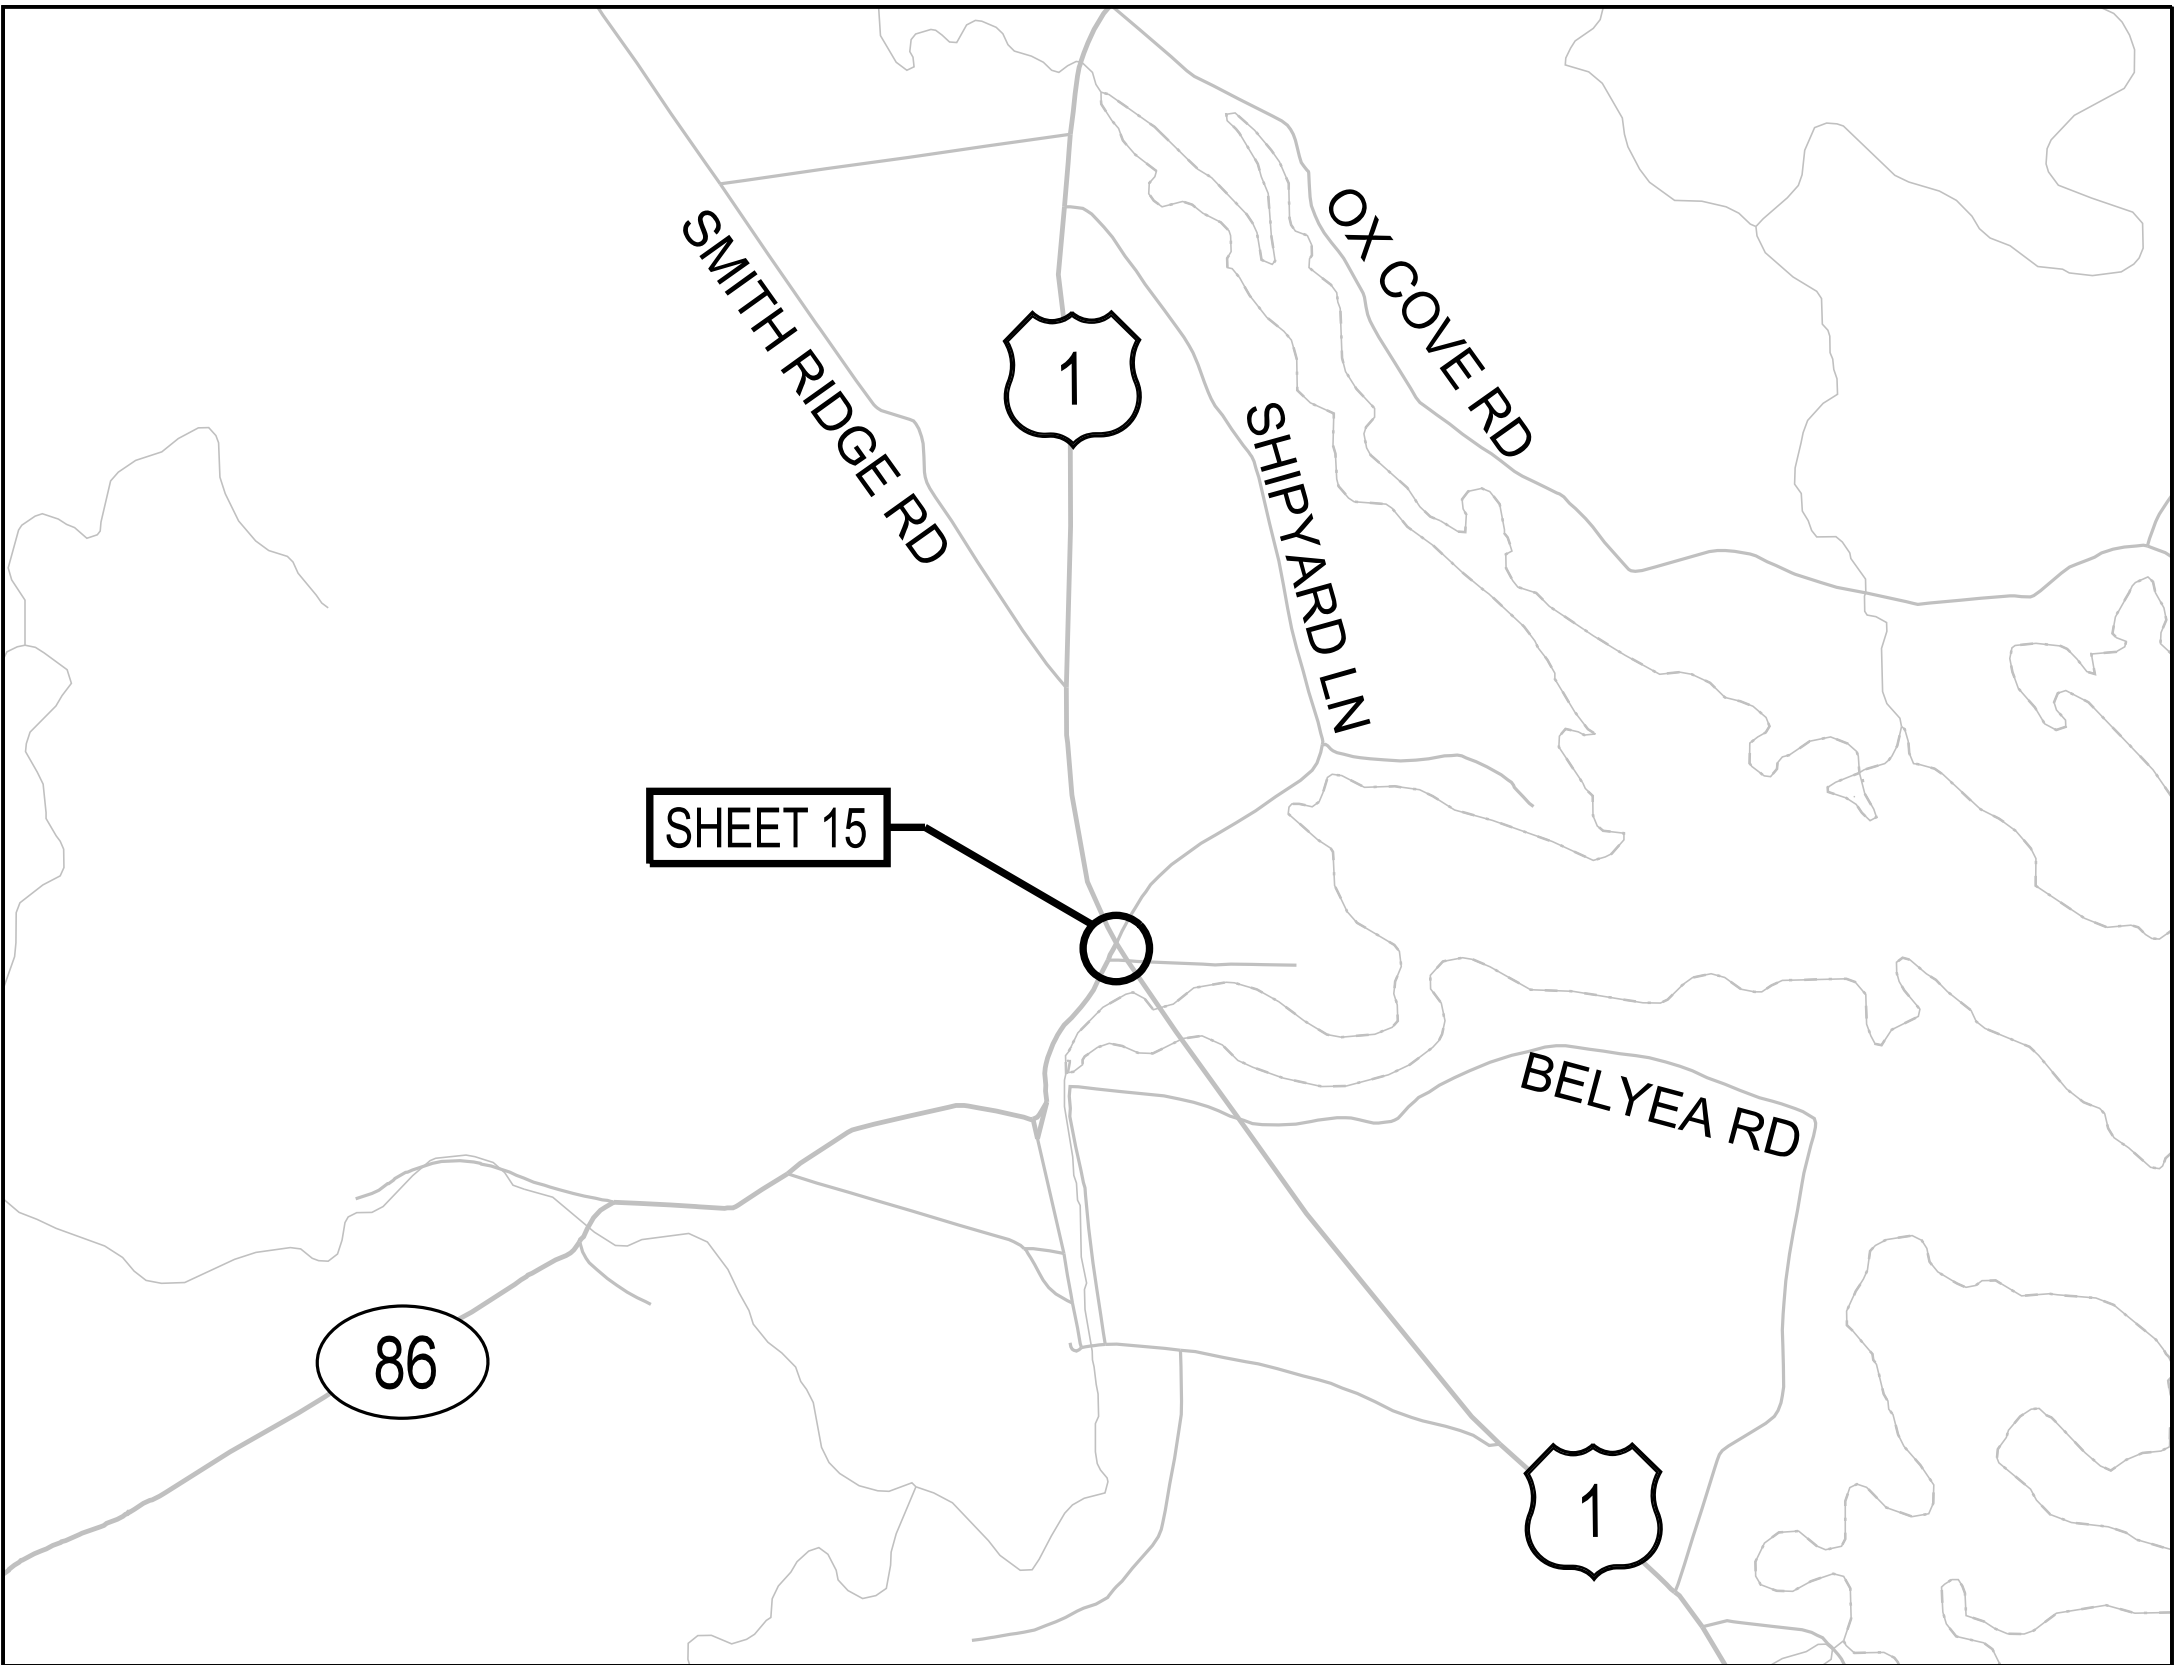 OX COVE RD
SMITH RIDGE RD
1
SHIPYARD LN
SHEET 15
BELYEA RD
86
1